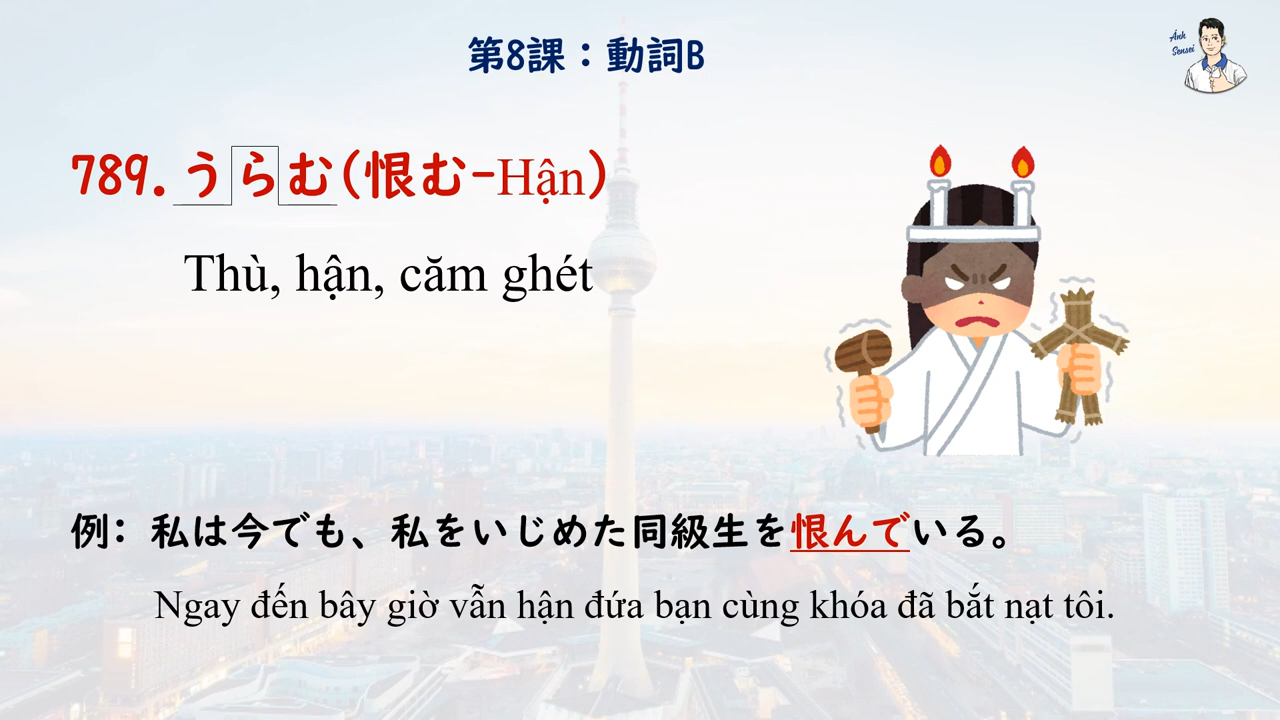 第8課：動詞B
Ánh
Sensei
789.うらむ(恨む-Hận)
Thù, hận, căm ghét
例: 私は今でも、私をいじめた同級生を恨んでいる。
Ngay đến bây giờ vẫn hận đứa bạn cùng khóa đã bắt nạt tôi.